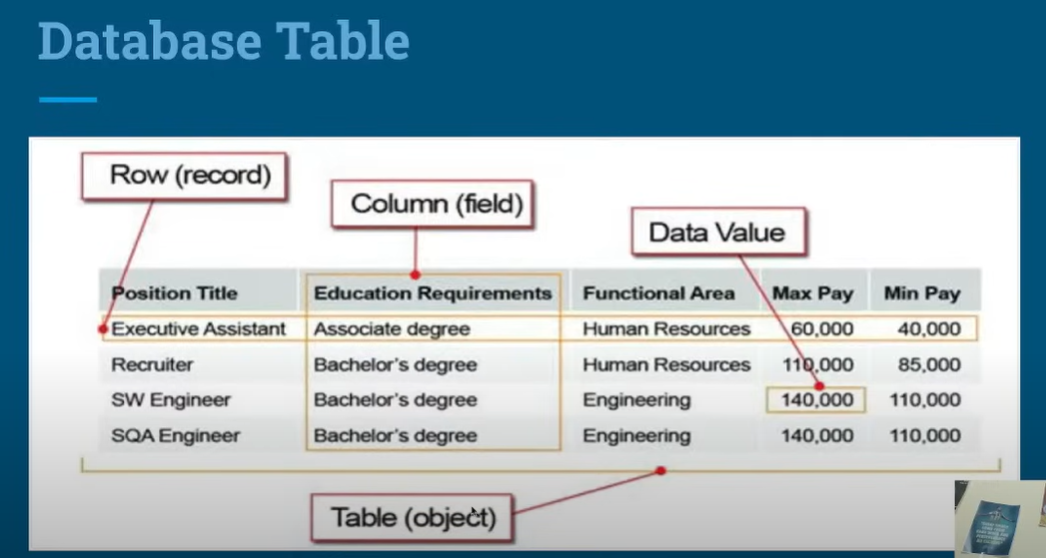 Database Table
Row (record)
Column (field)
Data Value
Position Title Education Requirements Functional Area Max Pay Min Pay
Executive Assistant Associate degree Human Resources 60,000 40,000
Recruiter Bachelor's degree Human Resources 110,000 85,000
SW Engineer Bachelor's degree Engineering 140,000 110,000
SQA Engineer Bachelor's degree Engineering 140,000 110,000
Table (object)